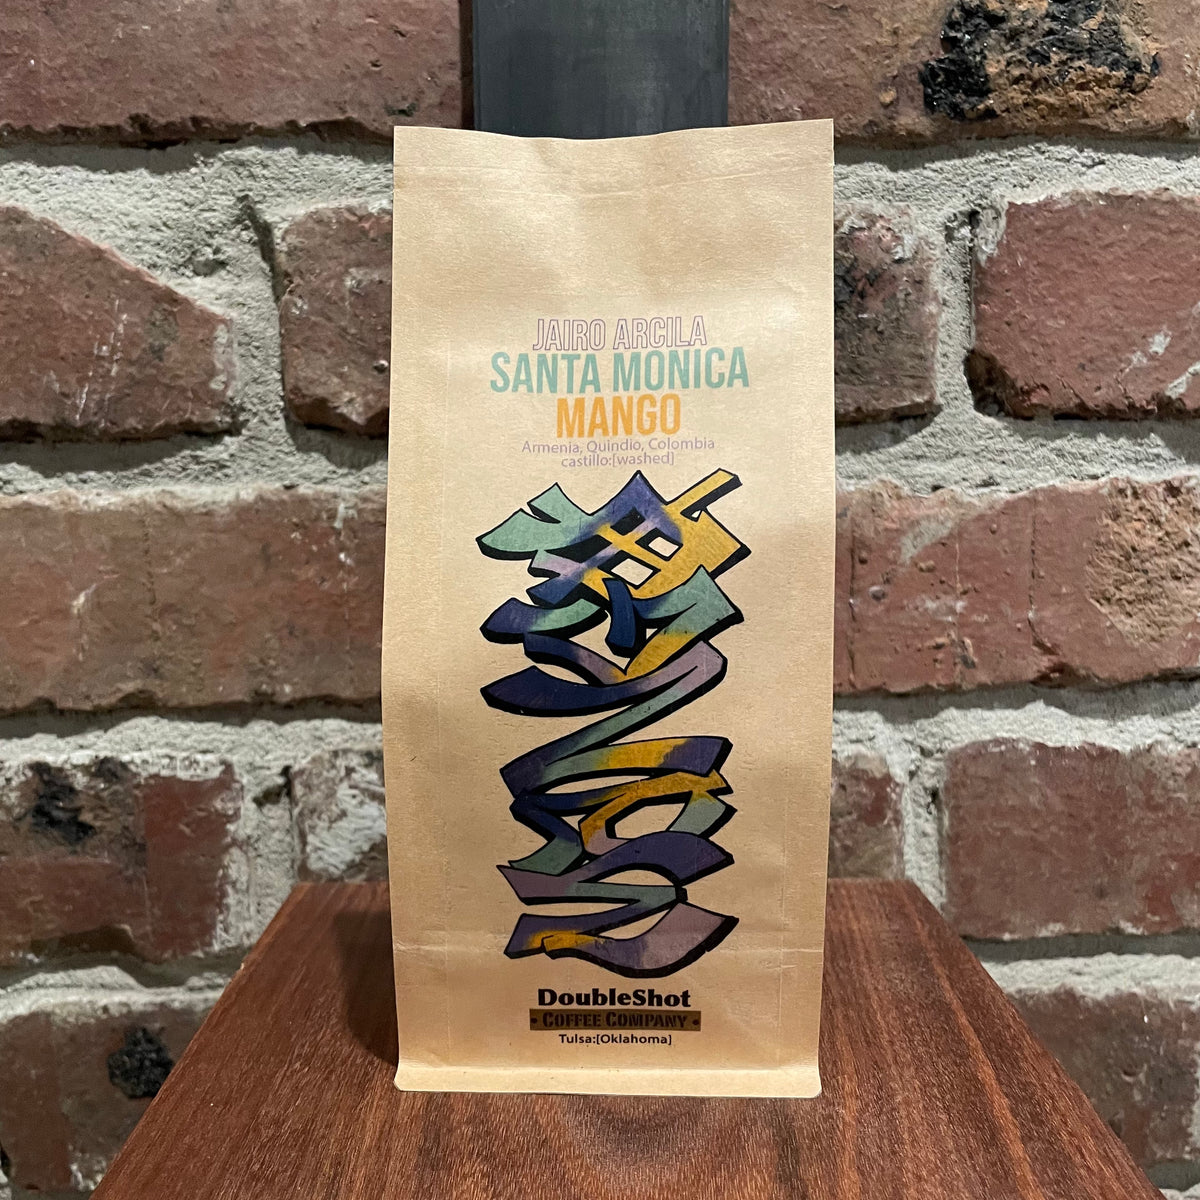 JAIRO ARCILA
SANTA MONICA
MANGO
Armenia, Quindio, Colombia
castillo:[washed]
DoubleShot
• COFFEE COMPANY •
Tulsa:[Oklahoma]